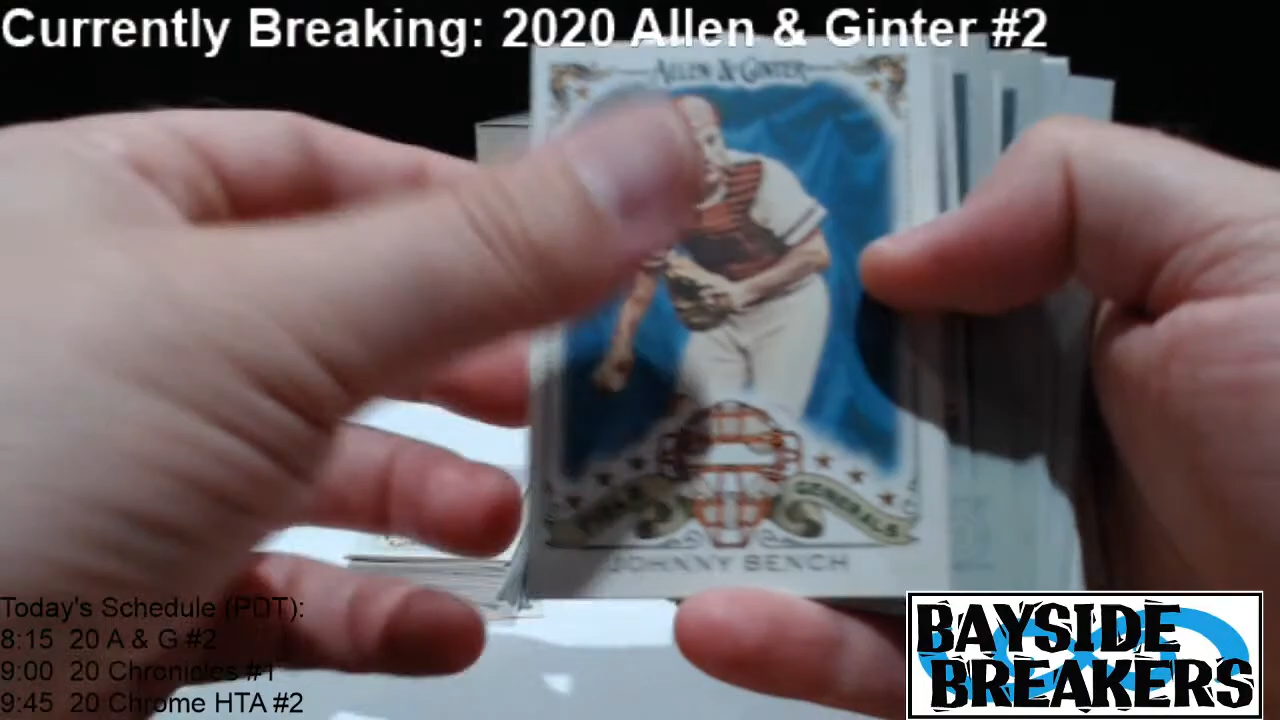 Currently Breaking: 2020 Allen & Ginter #2
ALLEN & GINTER
GENERALS
JOHNNY BENCH
Today's Schedule (PDT):
8:15 20 A & G #2
9:00 20 Chronicles #1
9:45 20 Chrome HTA #2
BAYSIDE
BREAKERS